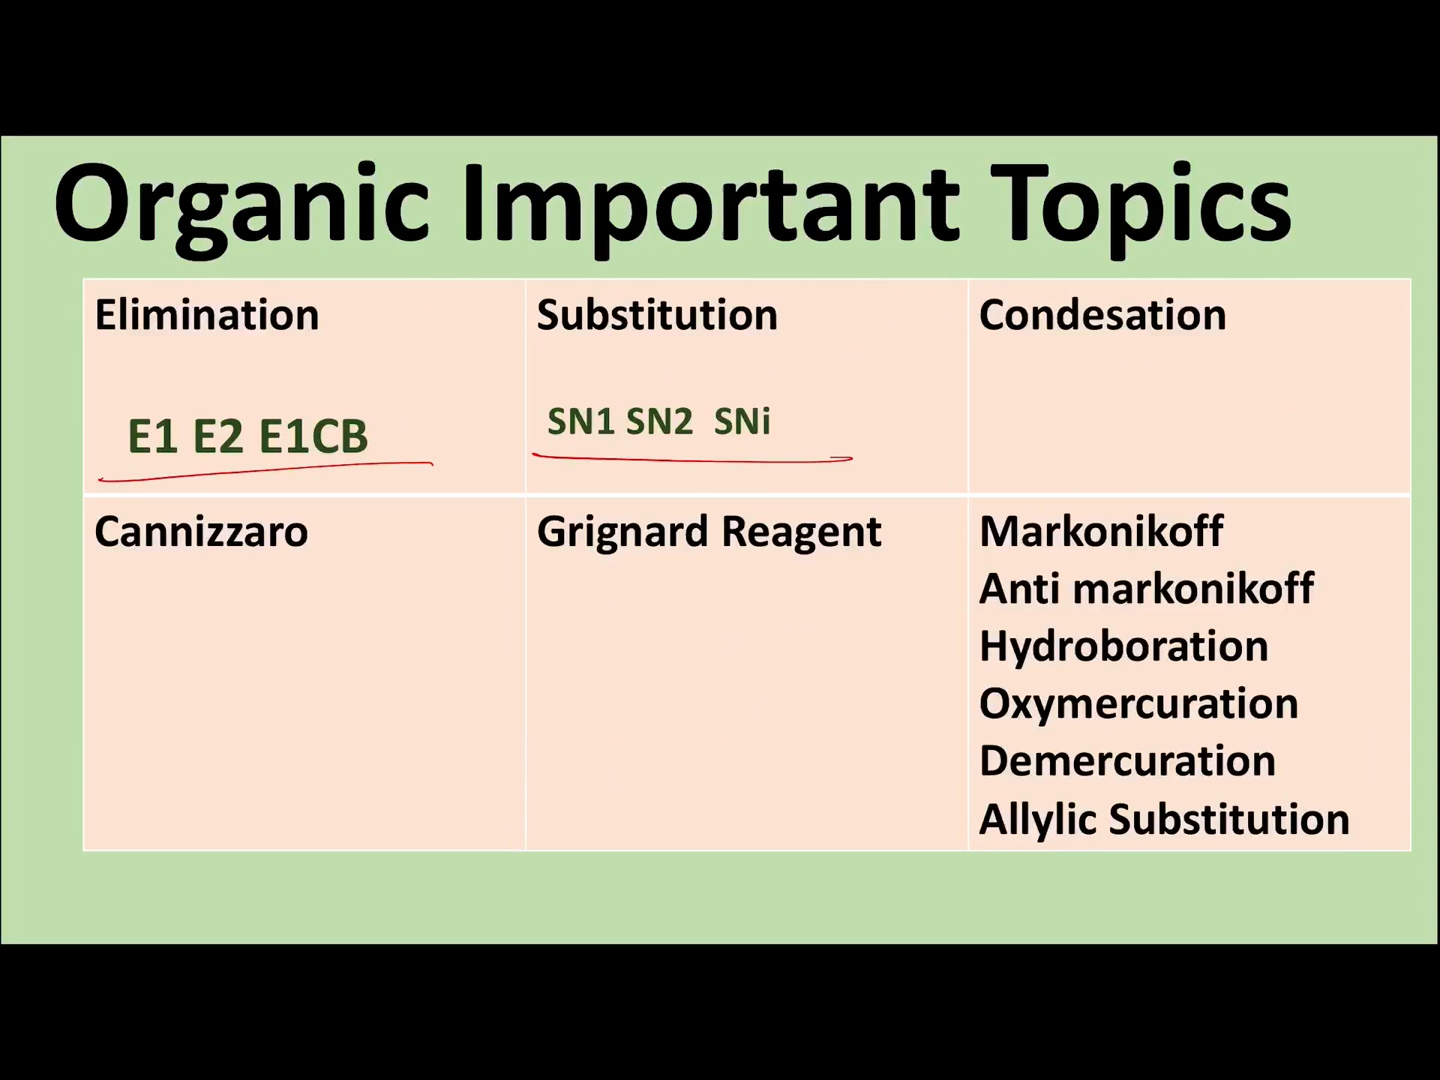 Organic Important Topics
Elimination
E1 E2 E1CB
Substitution
SN1 SN2 SNi
Condesation
Cannizzaro
Grignard Reagent
Markonikoff
Anti markonikoff
Hydroboration
Oxymercuration
Demercuration
Allylic Substitution